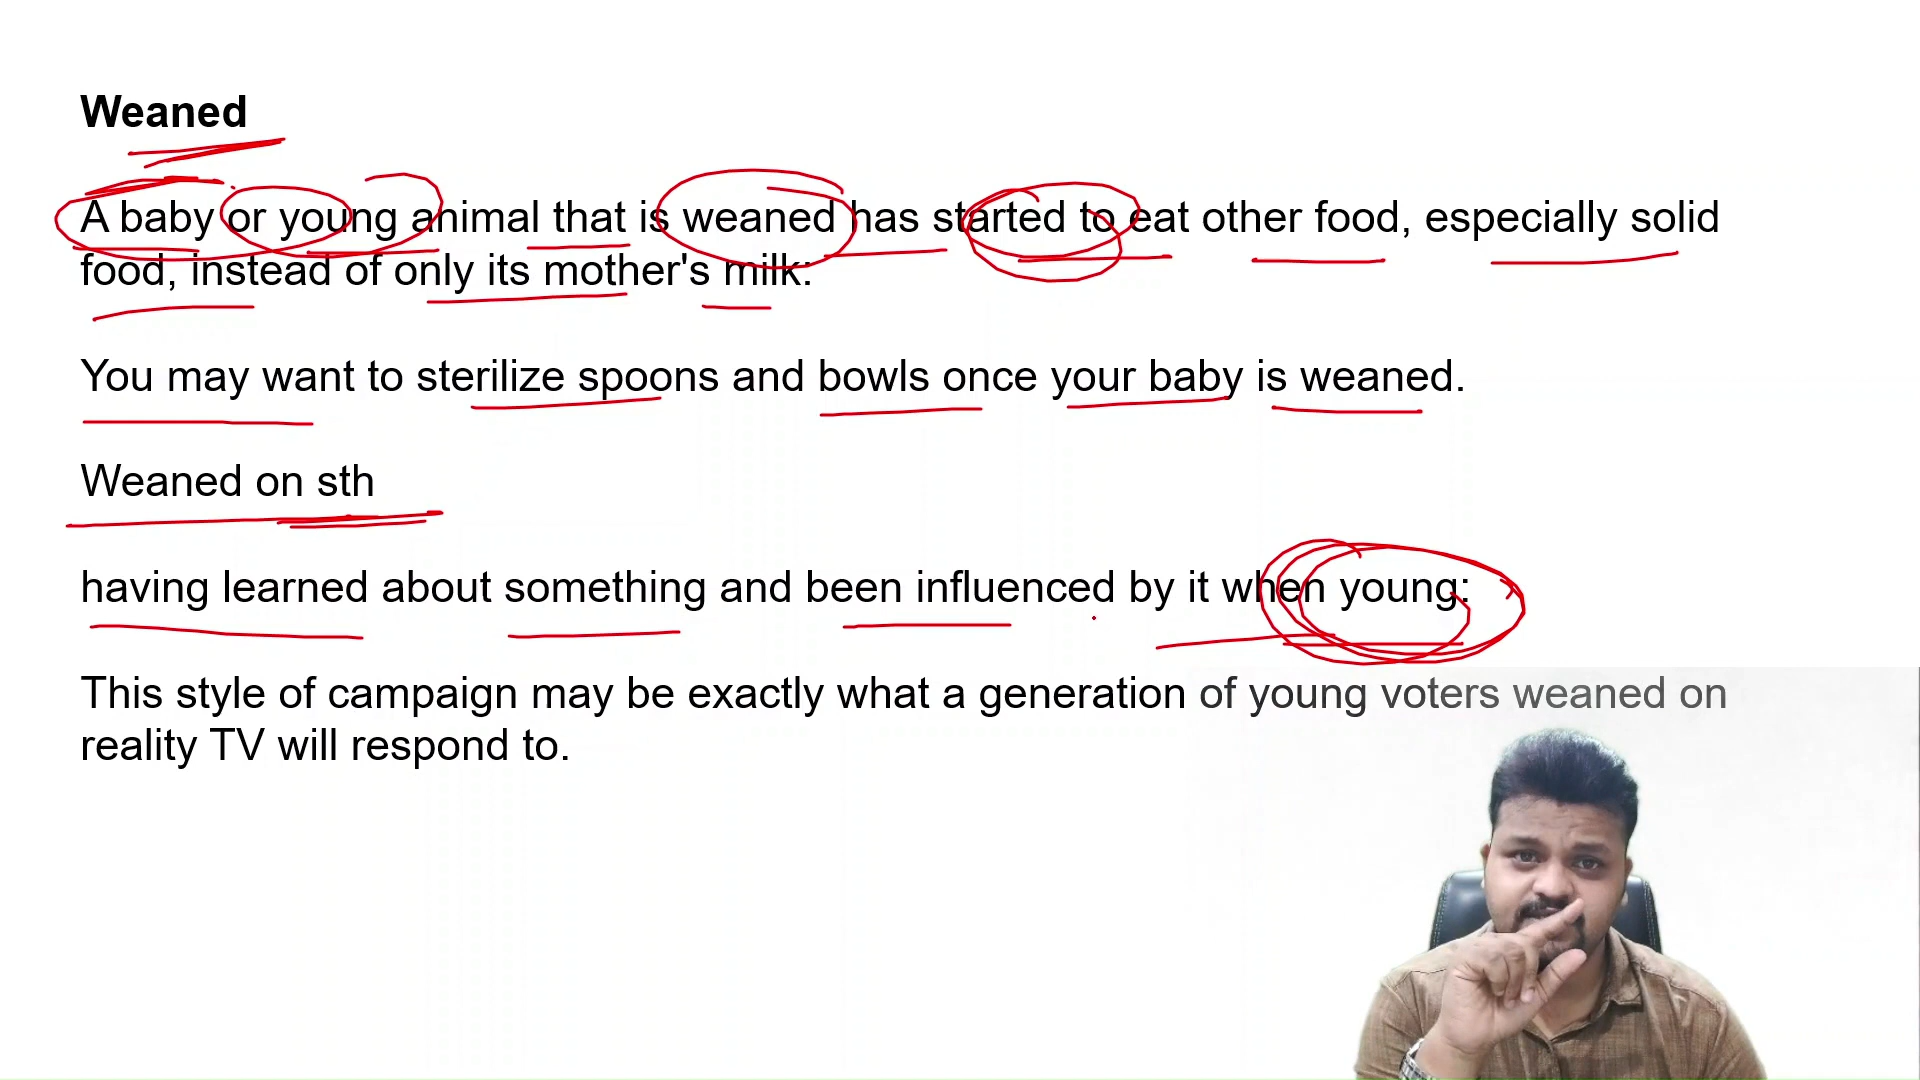 Weaned
A baby or young animal that is weaned has started to eat other food, especially solid
food, instead of only its mother's milk:
You may want to sterilize spoons and bowls once your baby is weaned.
Weaned on sth
having learned about something and been influenced by it when young:
This style of campaign may be exactly what a generation of young voters weaned on
reality TV will respond to.